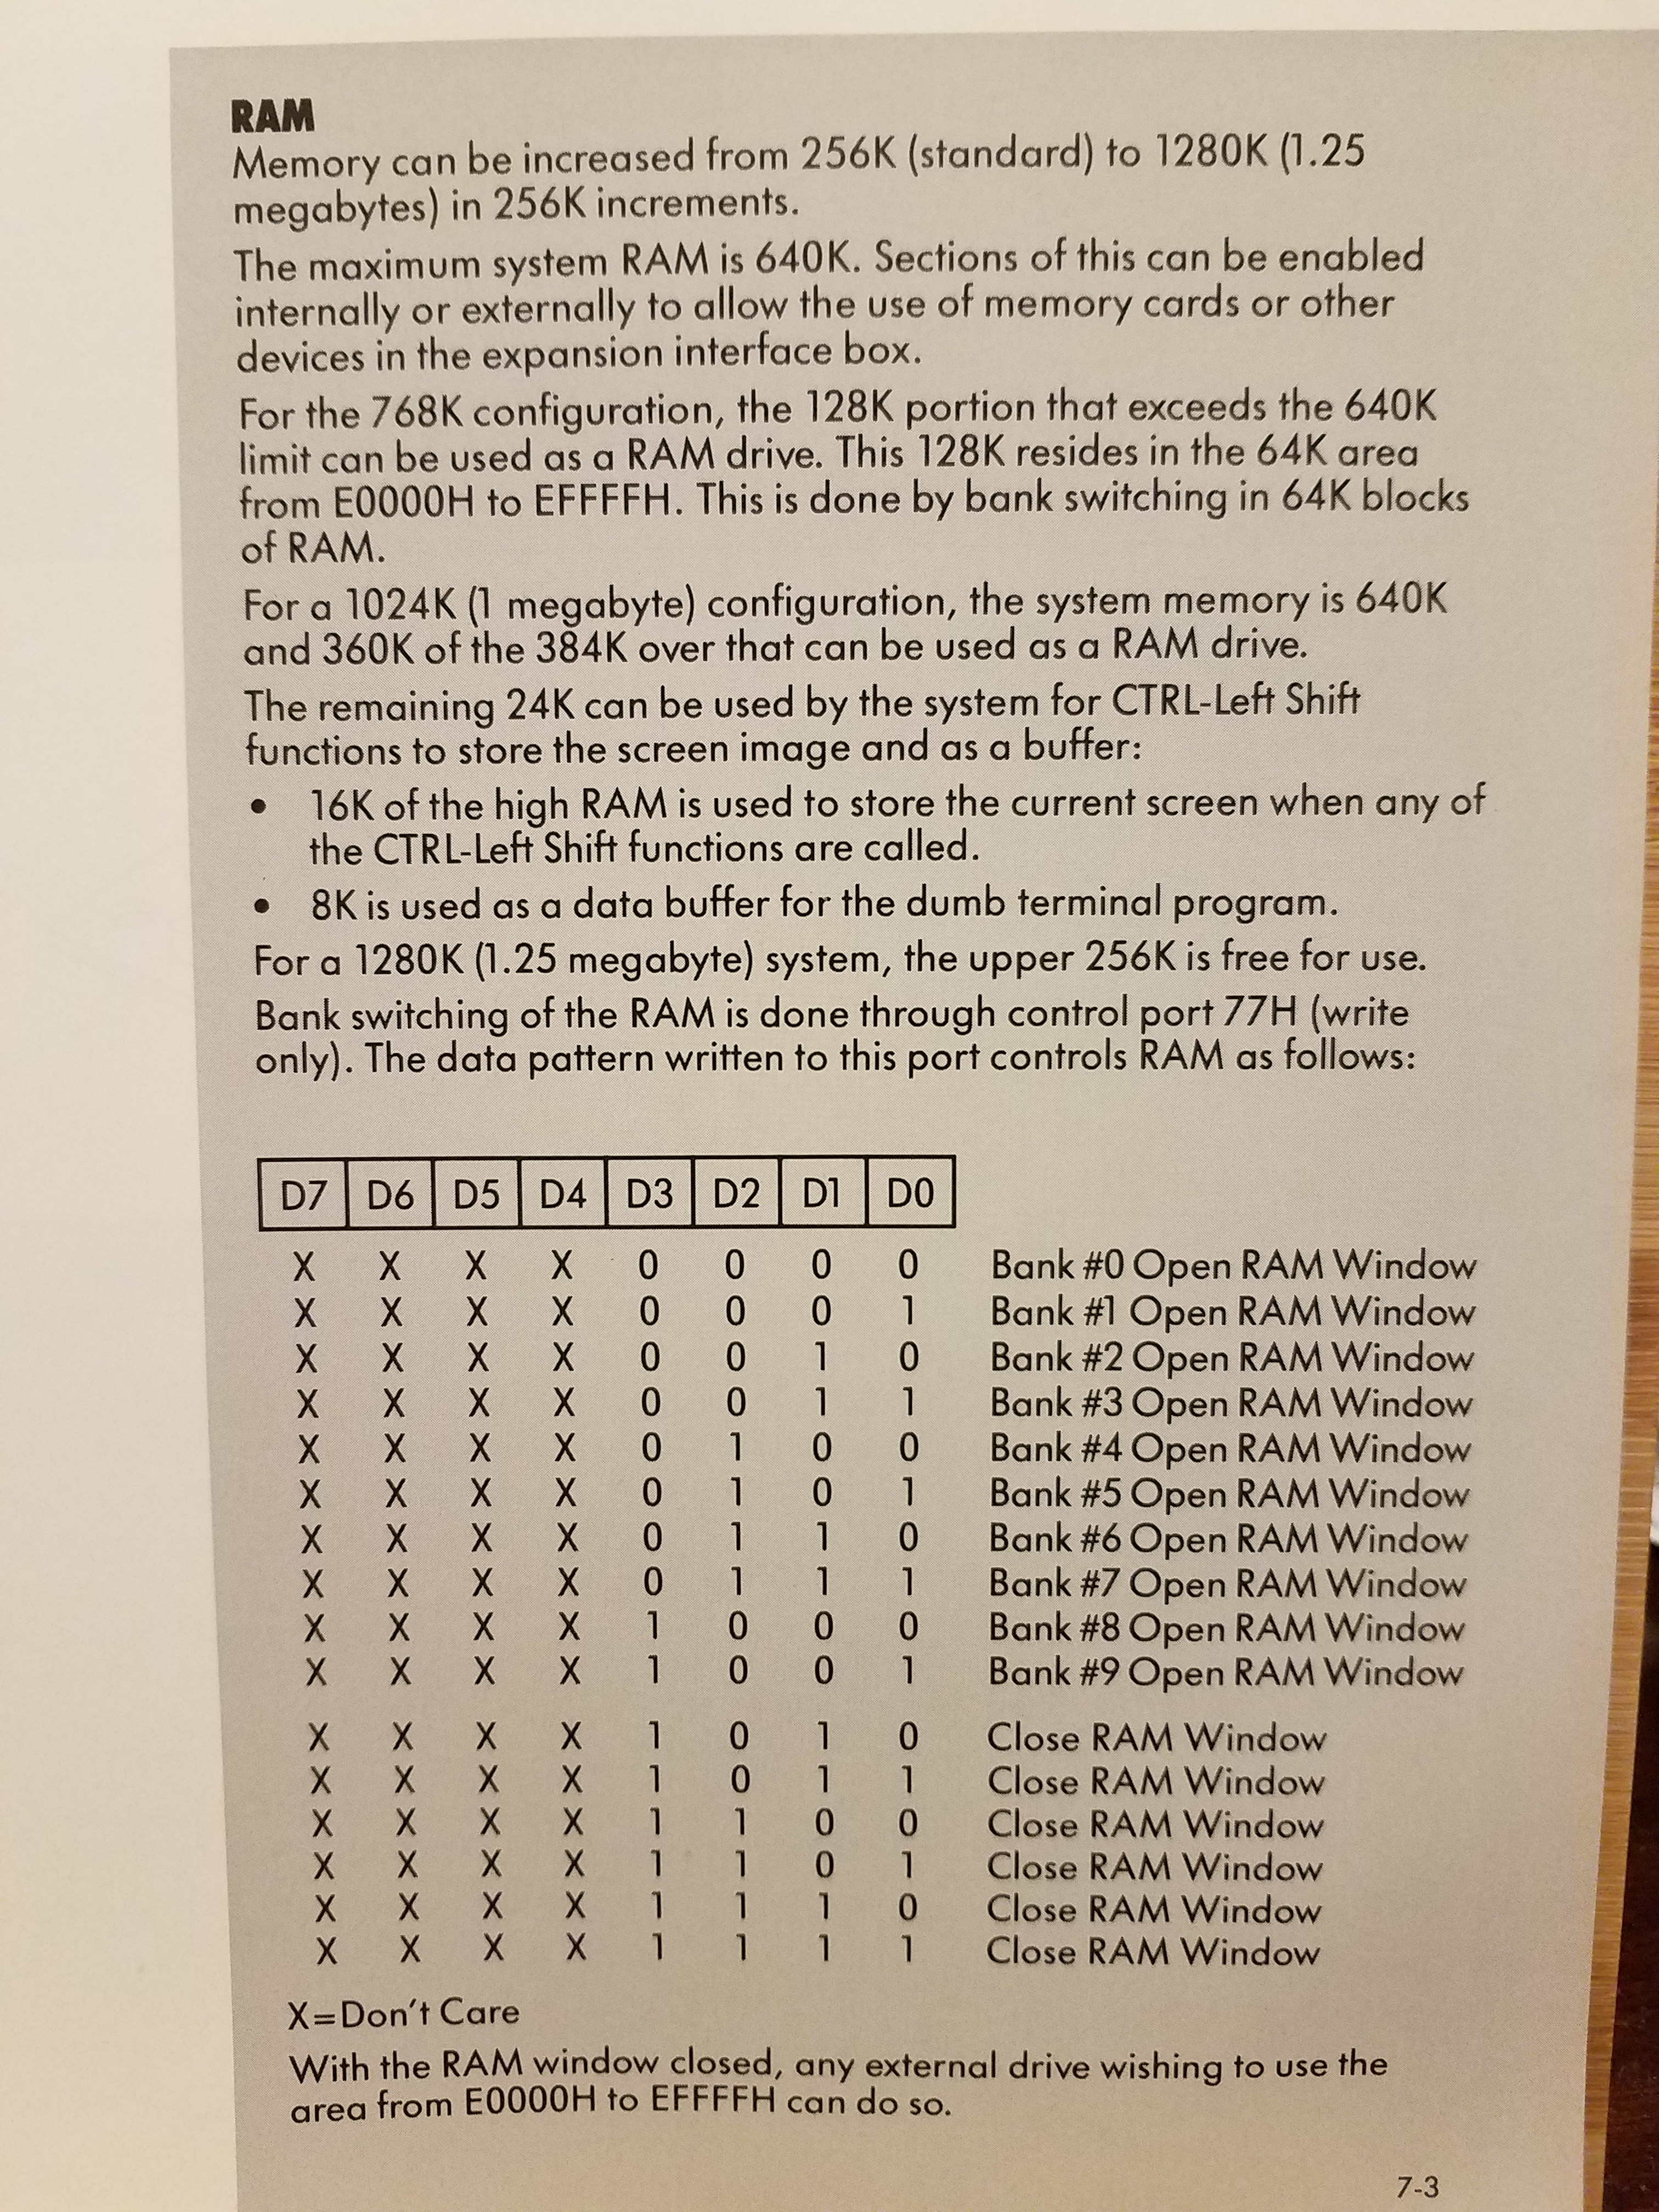 RAM
Memory can be increased from 256K (standard) to 1280K (1.25
megabytes) in 256K increments.
The maximum system RAM is 640K. Sections of this can be enabled
internally or externally to allow the use of memory cards or other
devices in the expansion interface box.
For the 768K configuration, the 128K portion that exceeds the 640K
limit can be used as a RAM drive. This 128K resides in the 64K area
from E0000H to EFFFFH. This is done by bank switching in 64K blocks
of RAM.
For a 1024K (1 megabyte) configuration, the system memory is 640K
and 360K of the 384K over that can be used as a RAM drive.
The remaining 24K can be used by the system for CTRL-Left Shift
functions to store the screen image and as a buffer:
• 16K of the high RAM is used to store the current screen when any of
the CTRL-Left Shift functions are called.
• 8K is used as a data buffer for the dumb terminal program.
For a 1280K (1.25 megabyte) system, the upper 256K is free for use.
Bank switching of the RAM is done through control port 77H (write
only). The data pattern written to this port controls RAM as follows:
D7 D6 D5 D4 D3 D2 D1 D0
X X X X 0 0 0 0 Bank #0 Open RAM Window
X X X X 0 0 0 1 Bank #1 Open RAM Window
X X X X 0 0 1 0 Bank #2 Open RAM Window
X X X X 0 0 1 1 Bank #3 Open RAM Window
X X X X 0 1 0 0 Bank #4 Open RAM Window
X X X X 0 1 0 1 Bank #5 Open RAM Window
X X X X 0 1 1 0 Bank #6 Open RAM Window
X X X X 0 1 1 1 Bank #7 Open RAM Window
X X X X 1 0 0 0 Bank #8 Open RAM Window
X X X X 1 0 0 1 Bank #9 Open RAM Window
X X X X 1 0 1 0 Close RAM Window
X X X X 1 0 1 1 Close RAM Window
X X X X 1 1 0 0 Close RAM Window
X X X X 1 1 0 1 Close RAM Window
X X X X 1 1 1 0 Close RAM Window
X X X X 1 1 1 1 Close RAM Window
X=Don't Care
With the RAM window closed, any external drive wishing to use the
area from E0000H to EFFFFH can do so.
7-3